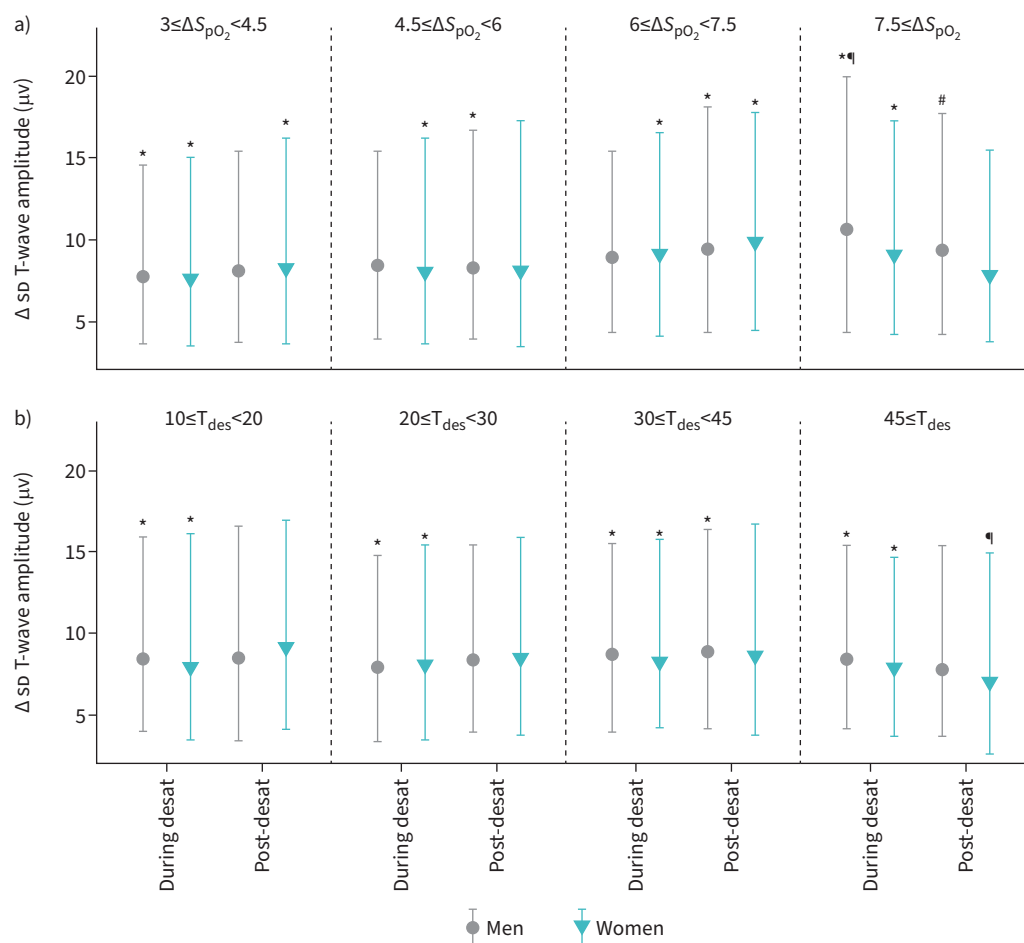 a)
3≤ΔSpO2<4.5
4.5≤ΔSpO2<6
6≤ΔSpO2<7.5
7.5≤ΔSpO2
Δ SD T-wave amplitude (μv)
20
15
10
5
* * * * * * * * *¶ * #
b)
10≤Tdes<20
20≤Tdes<30
30≤Tdes<45
45≤Tdes
Δ SD T-wave amplitude (μv)
20
15
10
5
* * * * * * * * * ¶
During desat
Post-desat
During desat
Post-desat
During desat
Post-desat
During desat
Post-desat
Men
Women